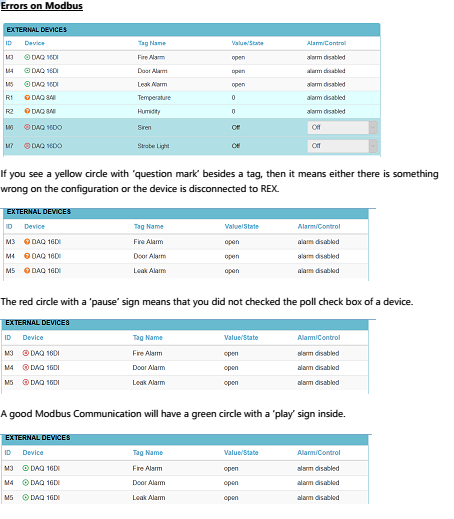 Errors on Modbus
EXTERNAL DEVICES
ID Device Tag Name Value/State Alarm/Control
M3 DAQ 16DI Fire Alarm open alarm disabled
M4 DAQ 16DI Door Alarm open alarm disabled
M5 DAQ 16DI Leak Alarm open alarm disabled
R1 DAQ 8AII Temperature 0 alarm disabled
R2 DAQ 8AII Humidity 0 alarm disabled
M6 DAQ 16DO Siren Off Off
M7 DAQ 16DO Strobe Light Off Off
If you see a yellow circle with 'question mark' besides a tag, then it means either there is something
wrong on the configuration or the device is disconnected to REX.
EXTERNAL DEVICES
ID Device Tag Name Value/State Alarm/Control
M3 DAQ 16DI Fire Alarm open alarm disabled
M4 DAQ 16DI Door Alarm open alarm disabled
M5 DAQ 16DI Leak Alarm open alarm disabled
The red circle with a 'pause' sign means that you did not checked the poll check box of a device.
EXTERNAL DEVICES
ID Device Tag Name Value/State Alarm/Control
M3 DAQ 16DI Fire Alarm open alarm disabled
M4 DAQ 16DI Door Alarm open alarm disabled
M5 DAQ 16DI Leak Alarm open alarm disabled
A good Modbus Communication will have a green circle with a 'play' sign inside.
EXTERNAL DEVICES
ID Device Tag Name Value/State Alarm/Control
M3 DAQ 16DI Fire Alarm open alarm disabled
M4 DAQ 16DI Door Alarm open alarm disabled
M5 DAQ 16DI Leak Alarm open alarm disabled